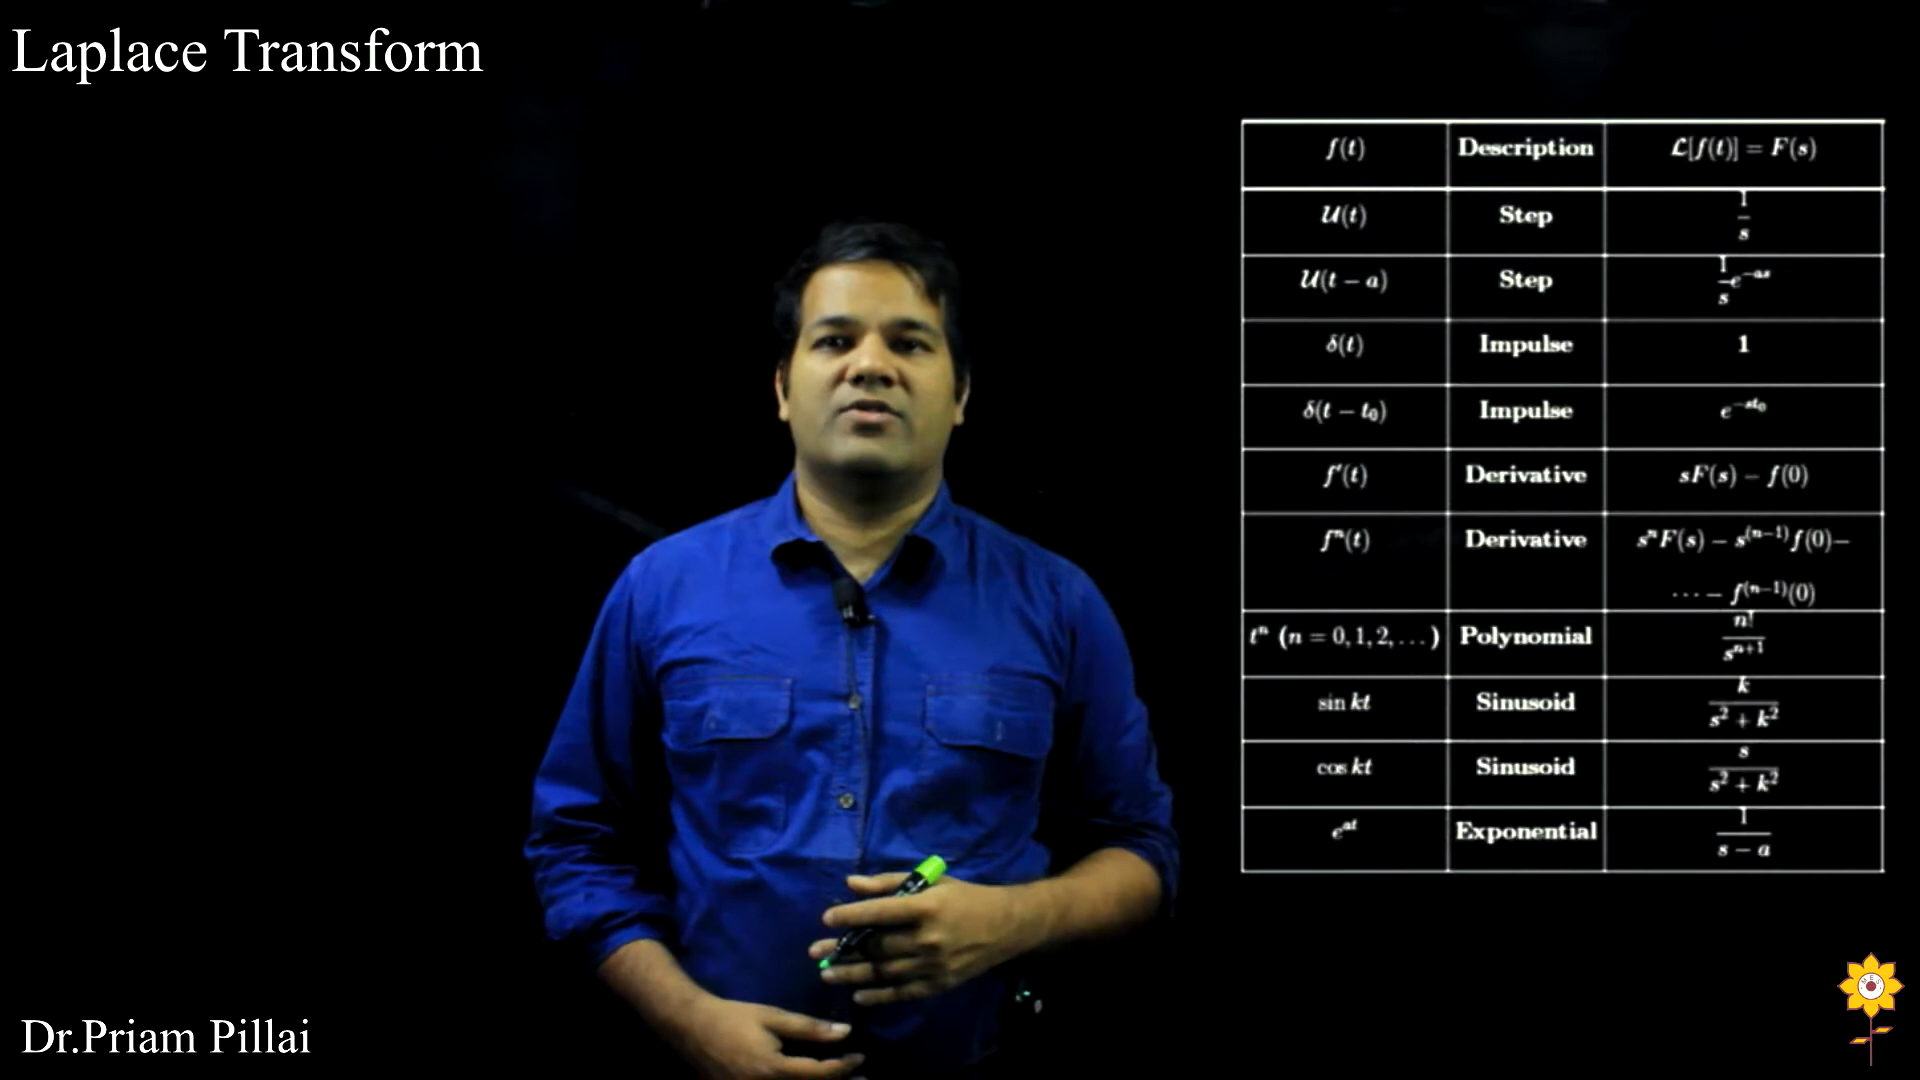 Laplace Transform
f(t) Description ℒ[f(t)] = F(s)
𝒰(t) Step 1/s
𝒰(t − a) Step 1/s e^{−as}
δ(t) Impulse 1
δ(t − t₀) Impulse e^{−st₀}
f′(t) Derivative sF(s) − f(0)
fⁿ(t) Derivative sⁿF(s) − s^{(n−1)}f(0)−
⋯ − f^{(n−1)}(0)
tⁿ (n = 0, 1, 2, …) Polynomial n!/s^{n+1}
sin kt Sinusoid k/(s² + k²)
cos kt Sinusoid s/(s² + k²)
e^{at} Exponential 1/(s − a)
Dr.Priam Pillai